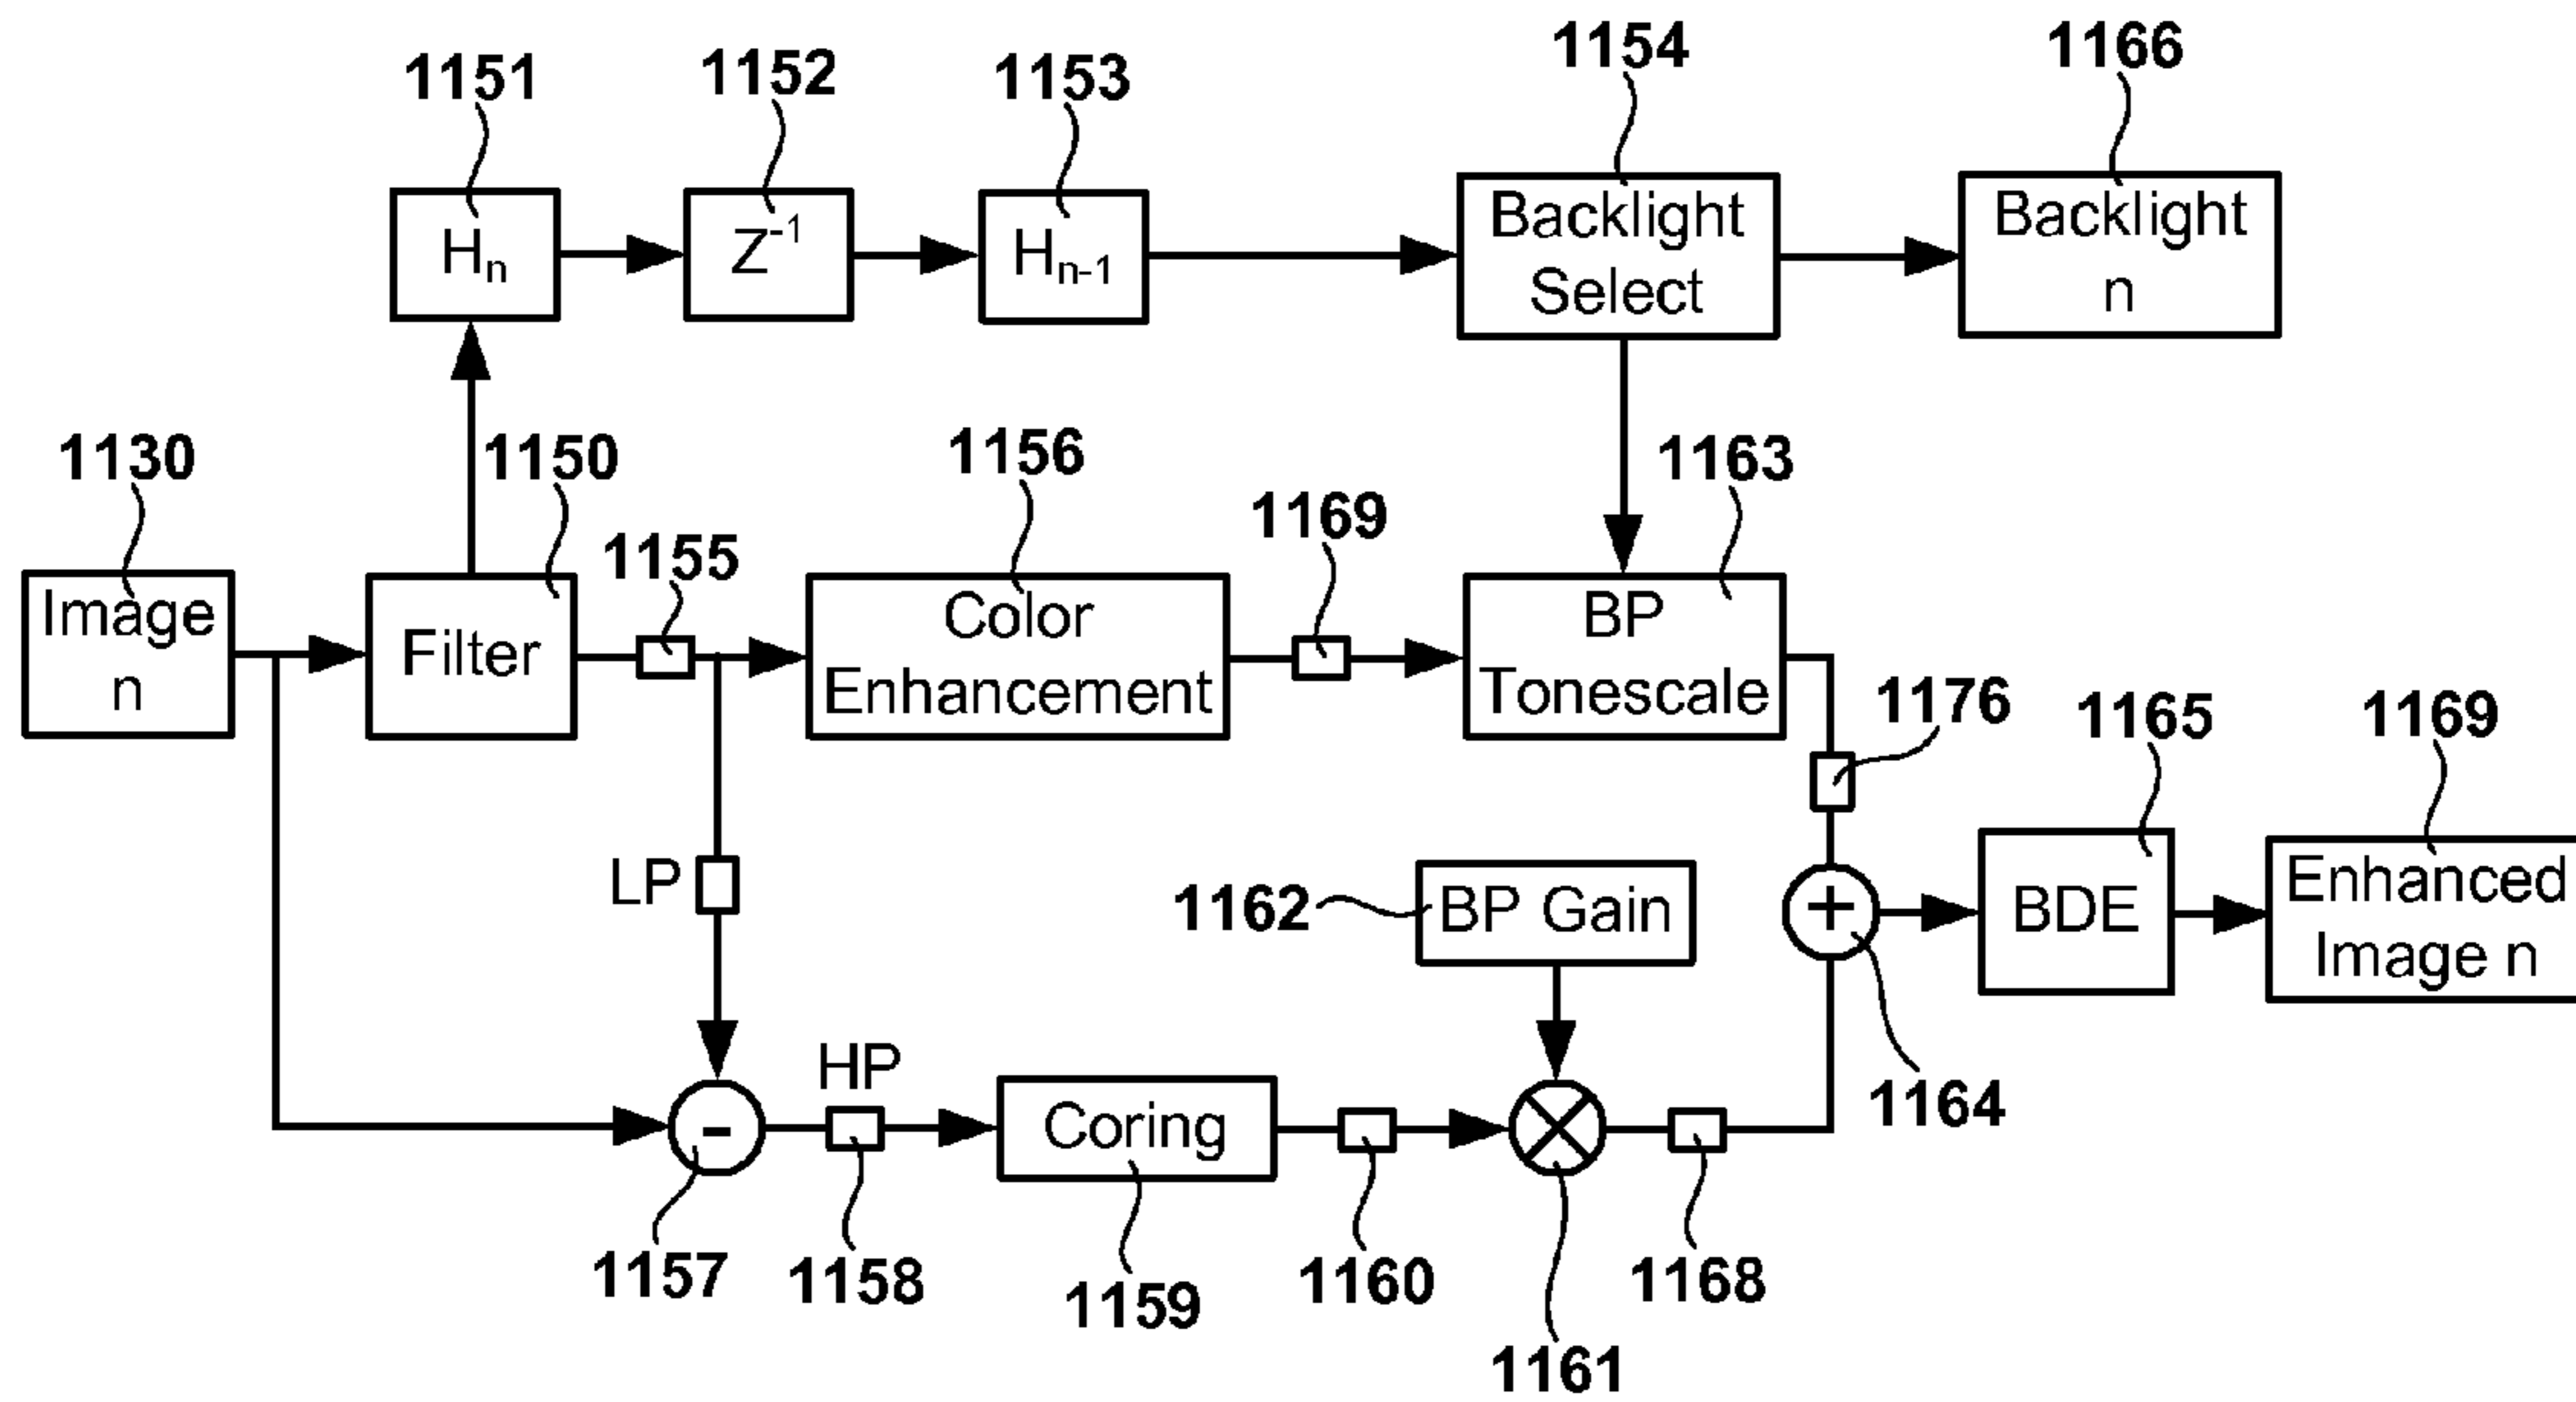 1151
1152
1153
1154
1166
Hn
Z-1
Hn-1
Backlight
Select
Backlight
n
1130
1150
1155
1156
1169
1163
Image
n
Filter
Color
Enhancement
BP
Tonescale
1176
1165
1169
LP
1162
BP Gain
+
BDE
Enhanced
Image n
HP
-
Coring
1164
1157
1158
1159
1160
1161
1168